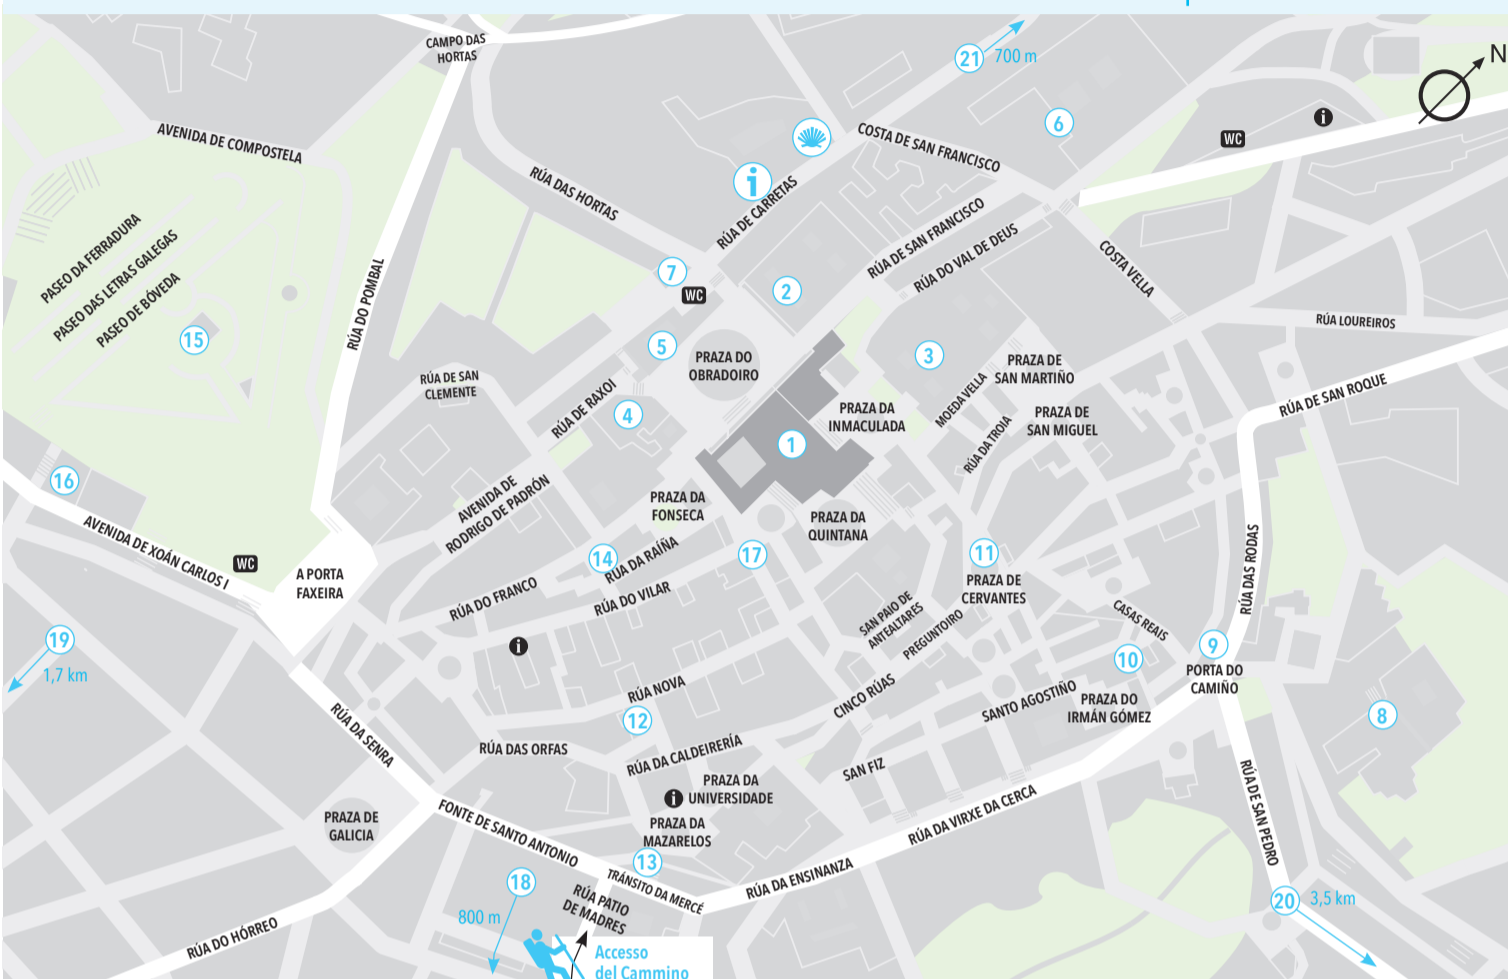 21
700 m
N
CAMPO DAS
HORTAS
6
WC
i
AVENIDA DE COMPOSTELA
COSTA DE SAN FRANCISCO
i
RÚA DAS HORTAS
RÚA DE CARRETAS
RÚA DE SAN FRANCISCO
RÚA DO VAL DE DEUS
COSTA VELLA
PASEO DA FERRADURA
PASEO DAS LETRAS GALEGAS
PASEO DE BÓVEDA
15
RÚA DO POMBAL
7
WC
2
RÚA LOUREIROS
5
PRAZA DO
OBRADOIRO
3
PRAZA DE
SAN MARTIÑO
RÚA DE SAN
CLEMENTE
RÚA DE RAXOI
4
PRAZA DA
INMACULADA
MOEDA VELLA
RÚA DA TROIA
PRAZA DE
SAN MIGUEL
RÚA DE SAN ROQUE
1
16
AVENIDA DE
RODRIGO DE PADRÓN
PRAZA DA
FONSECA
PRAZA DA
QUINTANA
AVENIDA DE XOÁN CARLOS I
WC
A PORTA
FAXEIRA
14
RÚA DA RAÍÑA
17
11
PRAZA DE
CERVANTES
RÚA DAS RODAS
RÚA DO FRANCO
RÚA DO VILAR
SAN PAIO DE
ANTEALTARES
PREGUNTOIRO
CASAS REAIS
19
1,7 km
i
9
PORTA DO
CAMIÑO
10
RÚA NOVA
12
CINCO RÚAS
SANTO AGOSTIÑO
PRAZA DO
IRMÁN GÓMEZ
8
RÚA DA SENRA
RÚA DAS ORFAS
RÚA DA CALDEIRERÍA
SAN FIZ
PRAZA DA
UNIVERSIDADE
i
RÚA DE SAN PEDRO
PRAZA DE
GALICIA
FONTE DE SANTO ANTONIO
PRAZA DA
MAZARELOS
RÚA DA VIRXE DA CERCA
13
TRÁNSITO DA MERCÉ
RÚA DA ENSINANZA
18
800 m
RÚA PATIO
DE MADRES
20
3,5 km
RÚA DO HÓRREO
Accesso
del Cammino